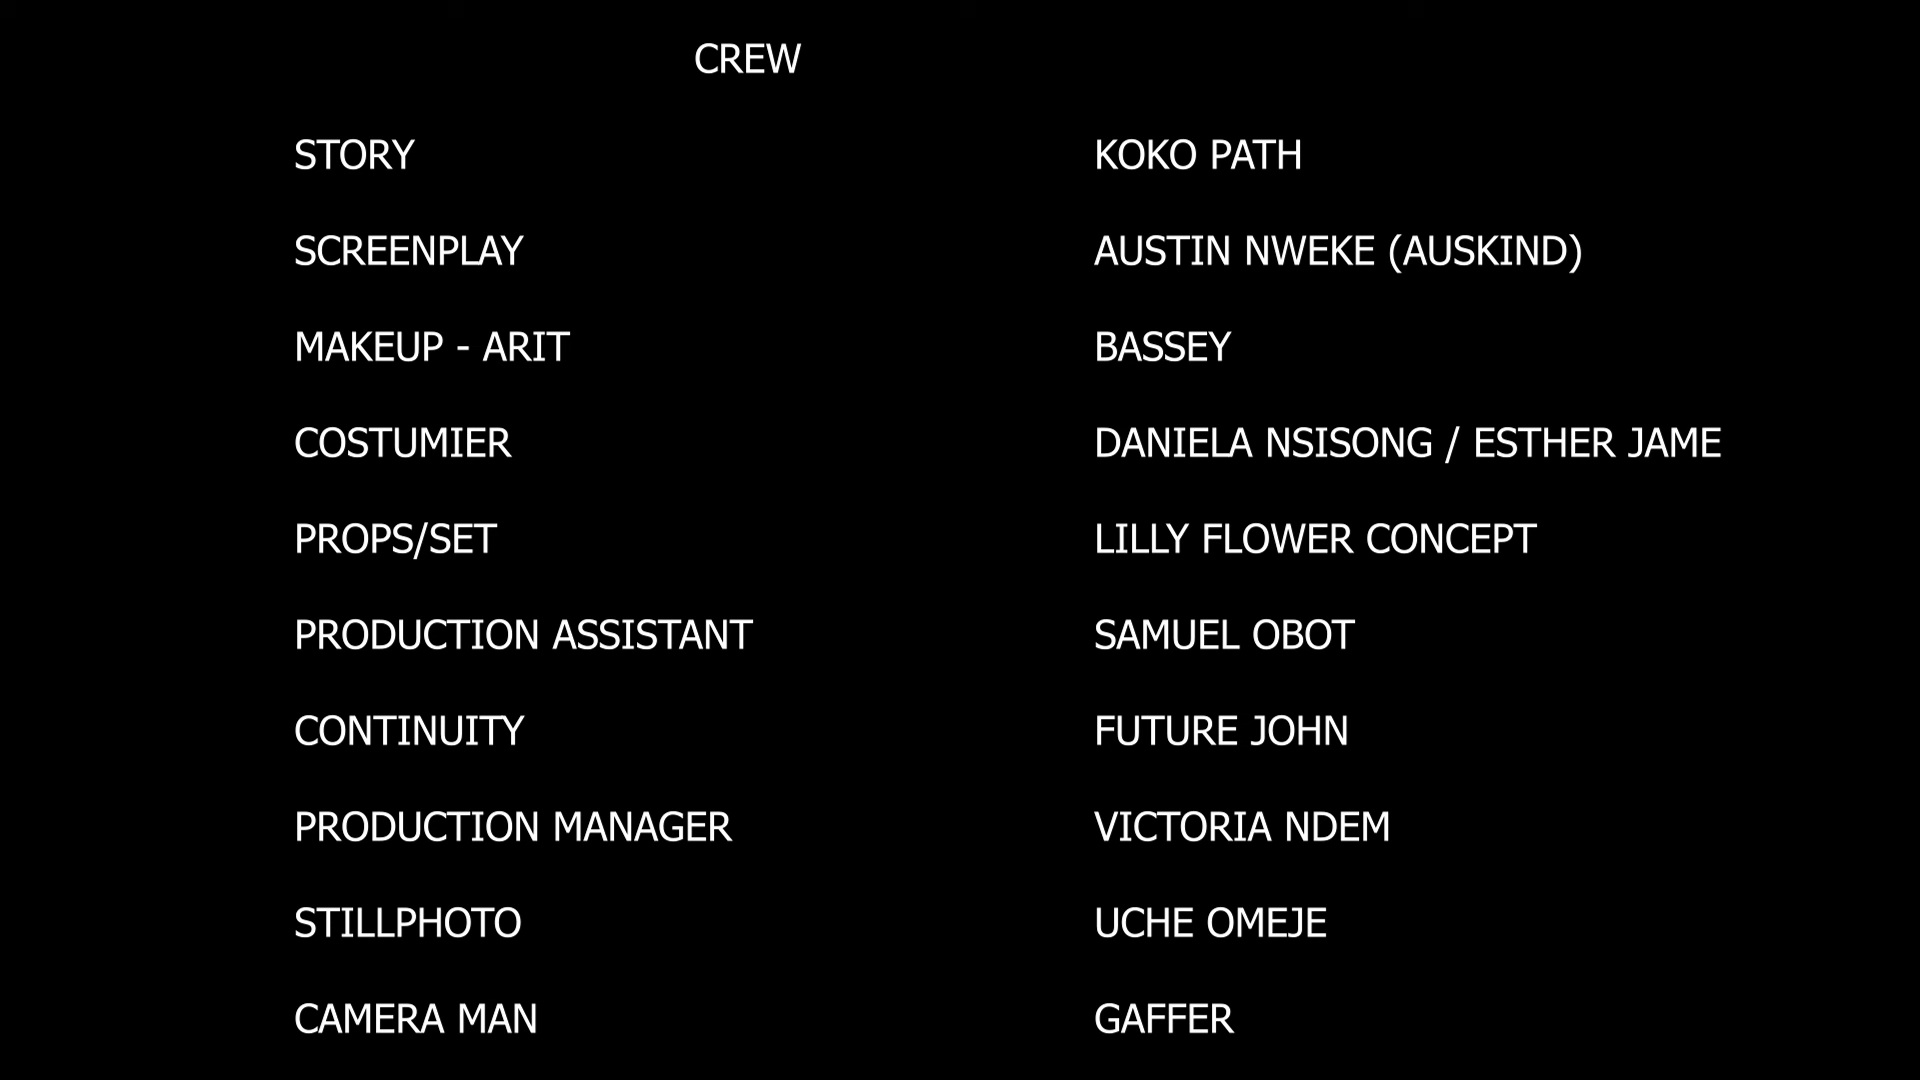 CREW
STORY KOKO PATH
SCREENPLAY AUSTIN NWEKE (AUSKIND)
MAKEUP - ARIT BASSEY
COSTUMIER DANIELA NSISONG / ESTHER JAME
PROPS/SET LILLY FLOWER CONCEPT
PRODUCTION ASSISTANT SAMUEL OBOT
CONTINUITY FUTURE JOHN
PRODUCTION MANAGER VICTORIA NDEM
STILLPHOTO UCHE OMEJE
CAMERA MAN GAFFER